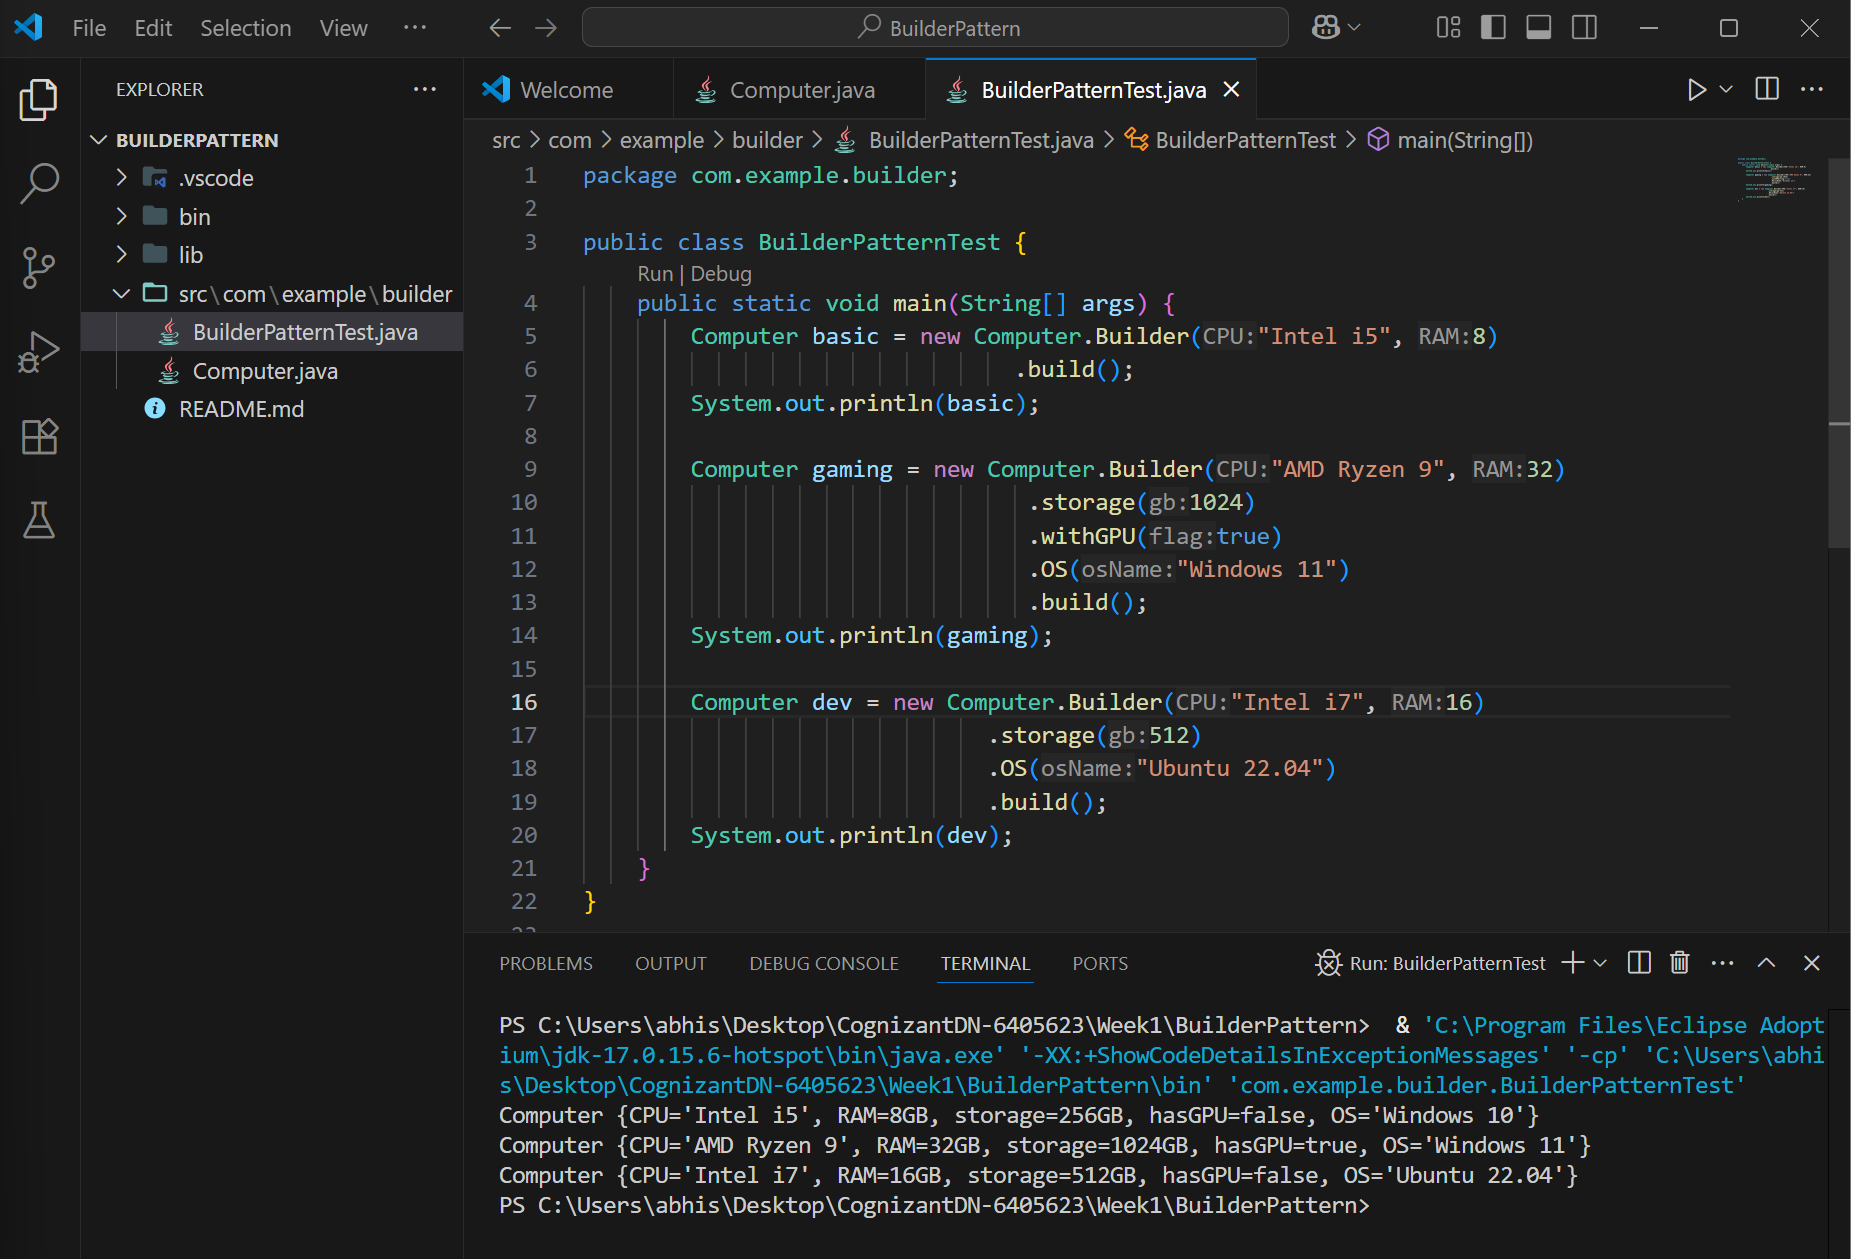 File Edit Selection View ··· BuilderPattern
EXPLORER ···
BUILDERPATTERN
.vscode
bin
lib
src\com\example\builder
BuilderPatternTest.java
Computer.java
README.md
Welcome Computer.java BuilderPatternTest.java
src > com > example > builder > BuilderPatternTest.java > BuilderPatternTest > main(String[])
1 package com.example.builder;
2
3 public class BuilderPatternTest {
Run | Debug
4 public static void main(String[] args) {
5 Computer basic = new Computer.Builder(CPU:"Intel i5", RAM:8)
6 .build();
7 System.out.println(basic);
8
9 Computer gaming = new Computer.Builder(CPU:"AMD Ryzen 9", RAM:32)
10 .storage(gb:1024)
11 .withGPU(flag:true)
12 .OS(osName:"Windows 11")
13 .build();
14 System.out.println(gaming);
15
16 Computer dev = new Computer.Builder(CPU:"Intel i7", RAM:16)
17 .storage(gb:512)
18 .OS(osName:"Ubuntu 22.04")
19 .build();
20 System.out.println(dev);
21 }
22 }
PROBLEMS OUTPUT DEBUG CONSOLE TERMINAL PORTS Run: BuilderPatternTest
PS C:\Users\abhis\Desktop\CognizantDN-6405623\Week1\BuilderPattern>  & 'C:\Program Files\Eclipse Adopt
ium\jdk-17.0.15.6-hotspot\bin\java.exe' '-XX:+ShowCodeDetailsInExceptionMessages' '-cp' 'C:\Users\abhi
s\Desktop\CognizantDN-6405623\Week1\BuilderPattern\bin' 'com.example.builder.BuilderPatternTest'
Computer {CPU='Intel i5', RAM=8GB, storage=256GB, hasGPU=false, OS='Windows 10'}
Computer {CPU='AMD Ryzen 9', RAM=32GB, storage=1024GB, hasGPU=true, OS='Windows 11'}
Computer {CPU='Intel i7', RAM=16GB, storage=512GB, hasGPU=false, OS='Ubuntu 22.04'}
PS C:\Users\abhis\Desktop\CognizantDN-6405623\Week1\BuilderPattern>